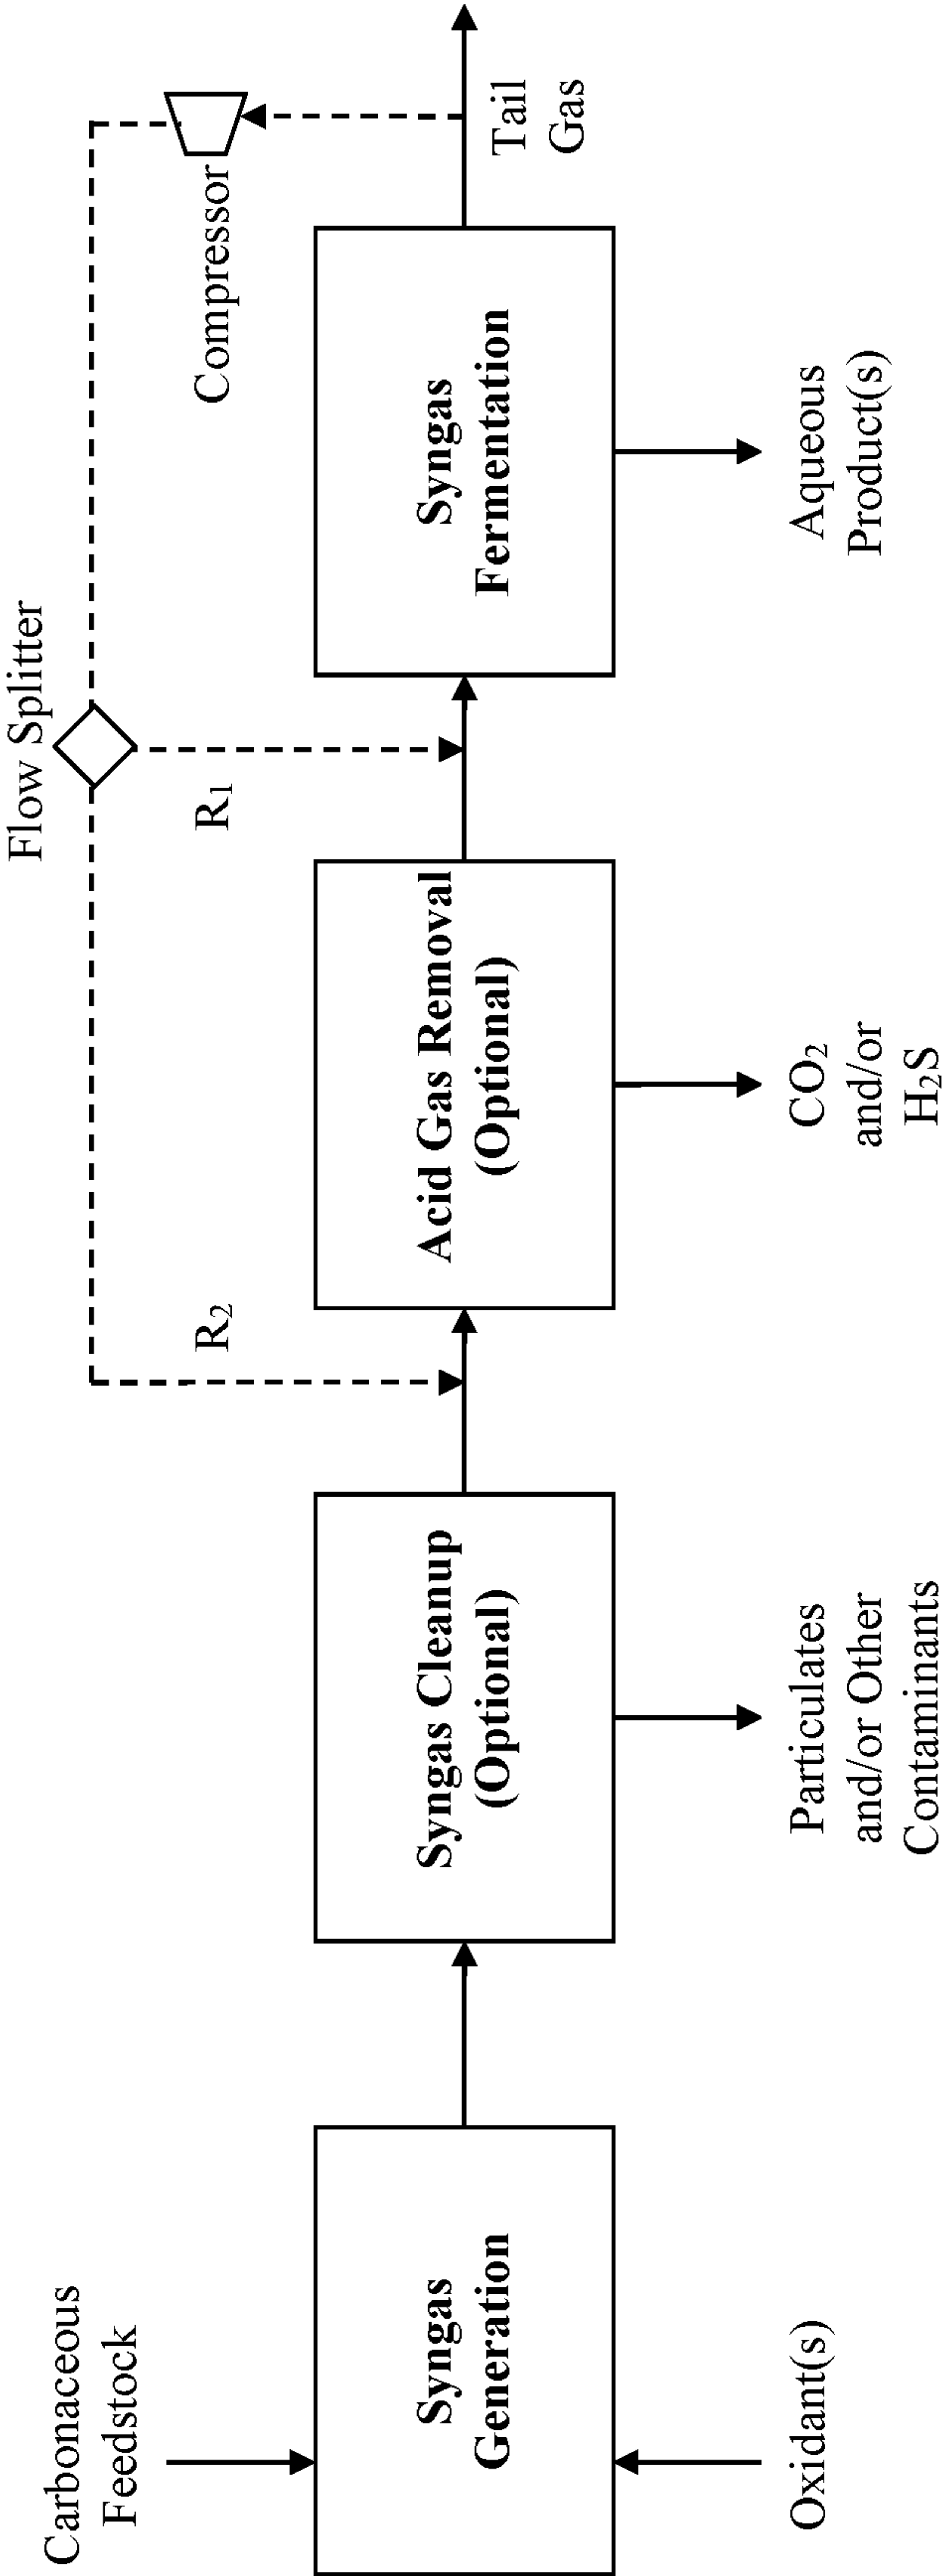 Flow Splitter
Compressor
R₂
R₁
Carbonaceous
Feedstock
Syngas
Generation
Syngas Cleanup
(Optional)
Acid Gas Removal
(Optional)
Syngas
Fermentation
Tail
Gas
Oxidant(s)
Particulates
and/or Other
Contaminants
CO₂
and/or
H₂S
Aqueous
Product(s)